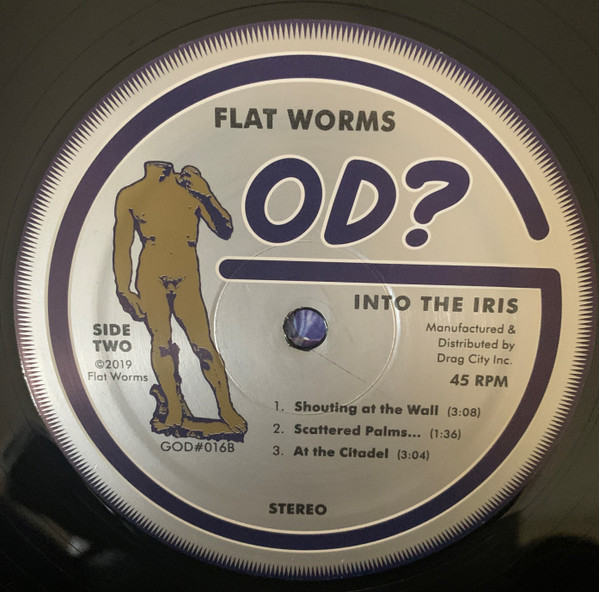 FLAT WORMS
OD?
INTO THE IRIS
Manufactured &
Distributed by
Drag City Inc.
45 RPM
SIDE
TWO
©2019
Flat Worms
GOD#016B
1. Shouting at the Wall (3:08)
2. Scattered Palms... (1:36)
3. At the Citadel (3:04)
STEREO